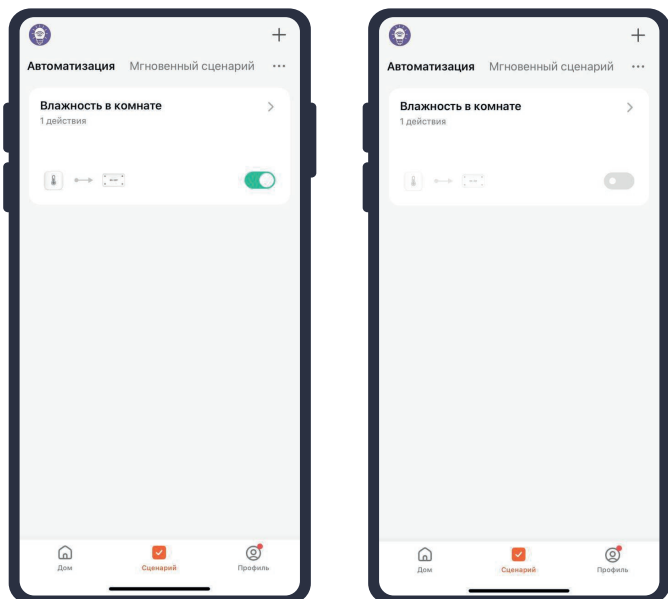 Автоматизация Мгновенный сценарий ...
Влажность в комнате
1 действия
Дом Сценарий Профиль
Автоматизация Мгновенный сценарий ...
Влажность в комнате
1 действия
Дом Сценарий Профиль